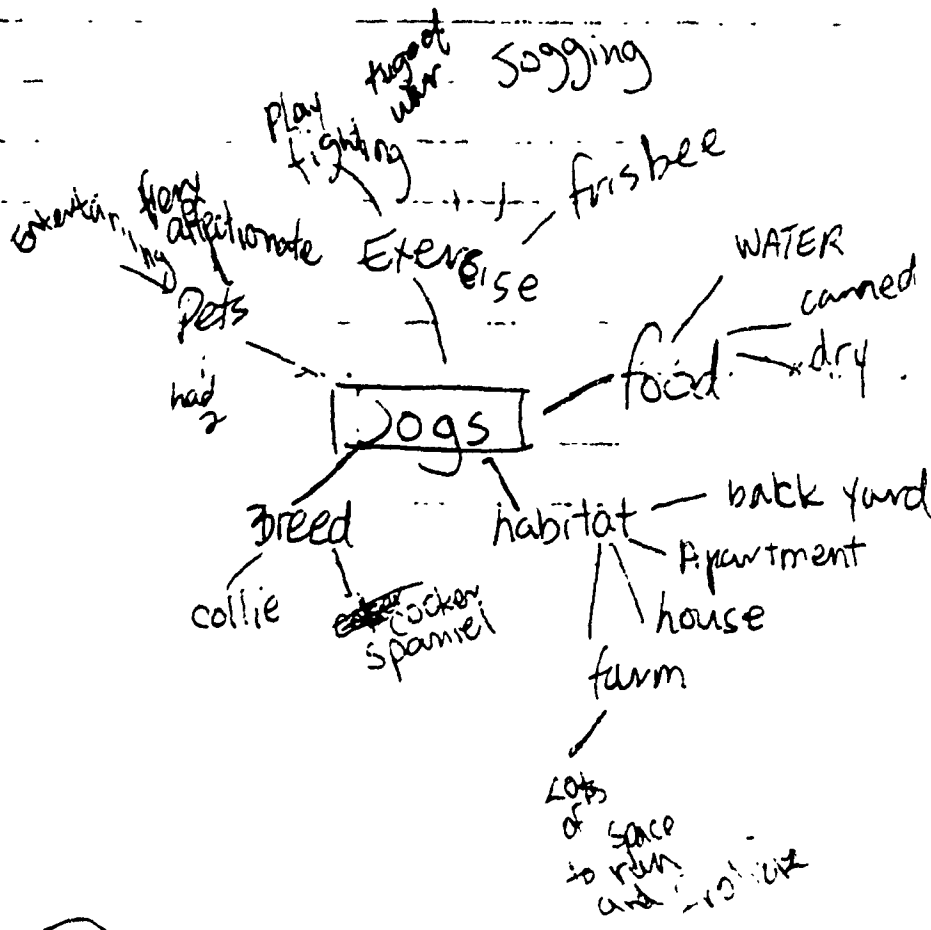 tug of
war
Jogging
play
fighting
frisbee
entertaining
very
affectionate
Exercise
WATER
canned
Pets
food
dry
had
2
Dogs
Breed
habitat
back yard
Apartment
collie
cocker
spaniel
house
farm
Lots
of
space
to run
and